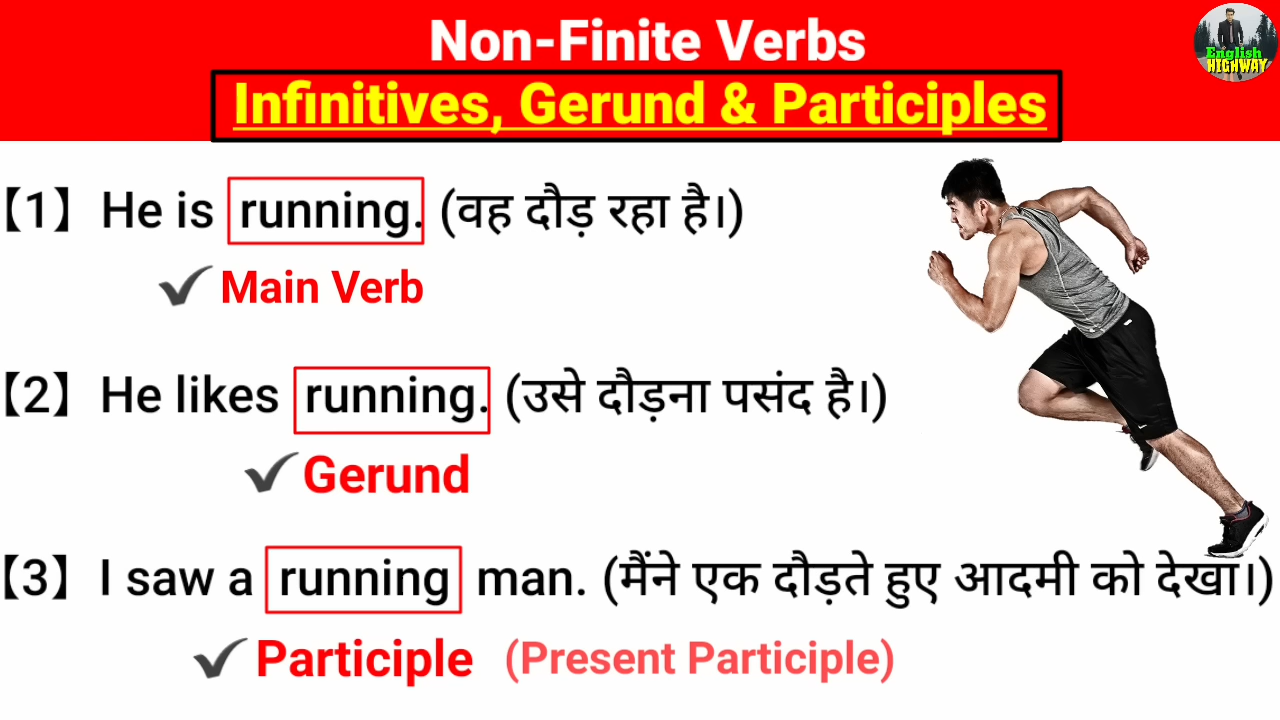 Non-Finite Verbs
English
HIGHWAY
Infinitives, Gerund & Participles
【1】 He is running. (वह दौड़ रहा है।)
✔ Main Verb
【2】 He likes running. (उसे दौड़ना पसंद है।)
✔ Gerund
【3】 I saw a running man. (मैंने एक दौड़ते हुए आदमी को देखा।)
✔ Participle (Present Participle)